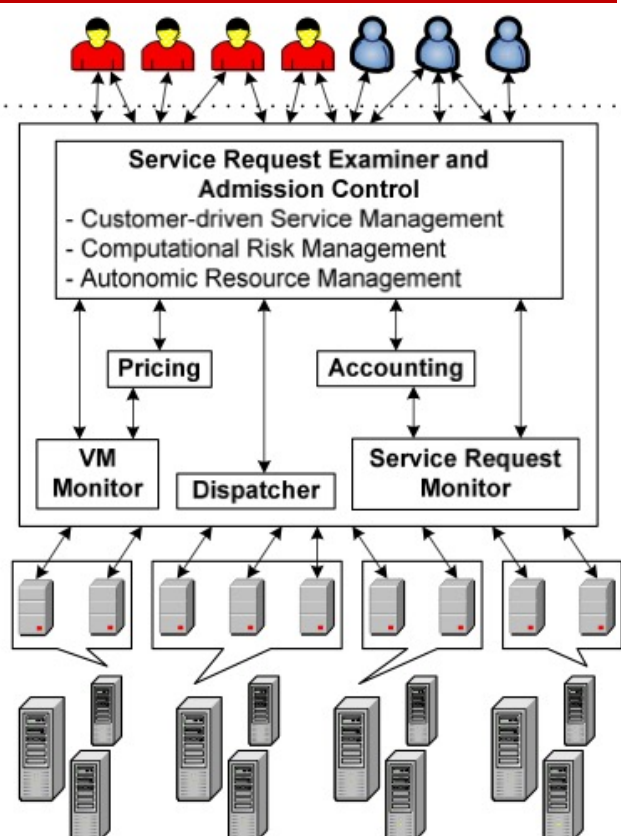 Service Request Examiner and
Admission Control
- Customer-driven Service Management
- Computational Risk Management
- Autonomic Resource Management
Pricing
Accounting
VM
Monitor
Dispatcher
Service Request
Monitor